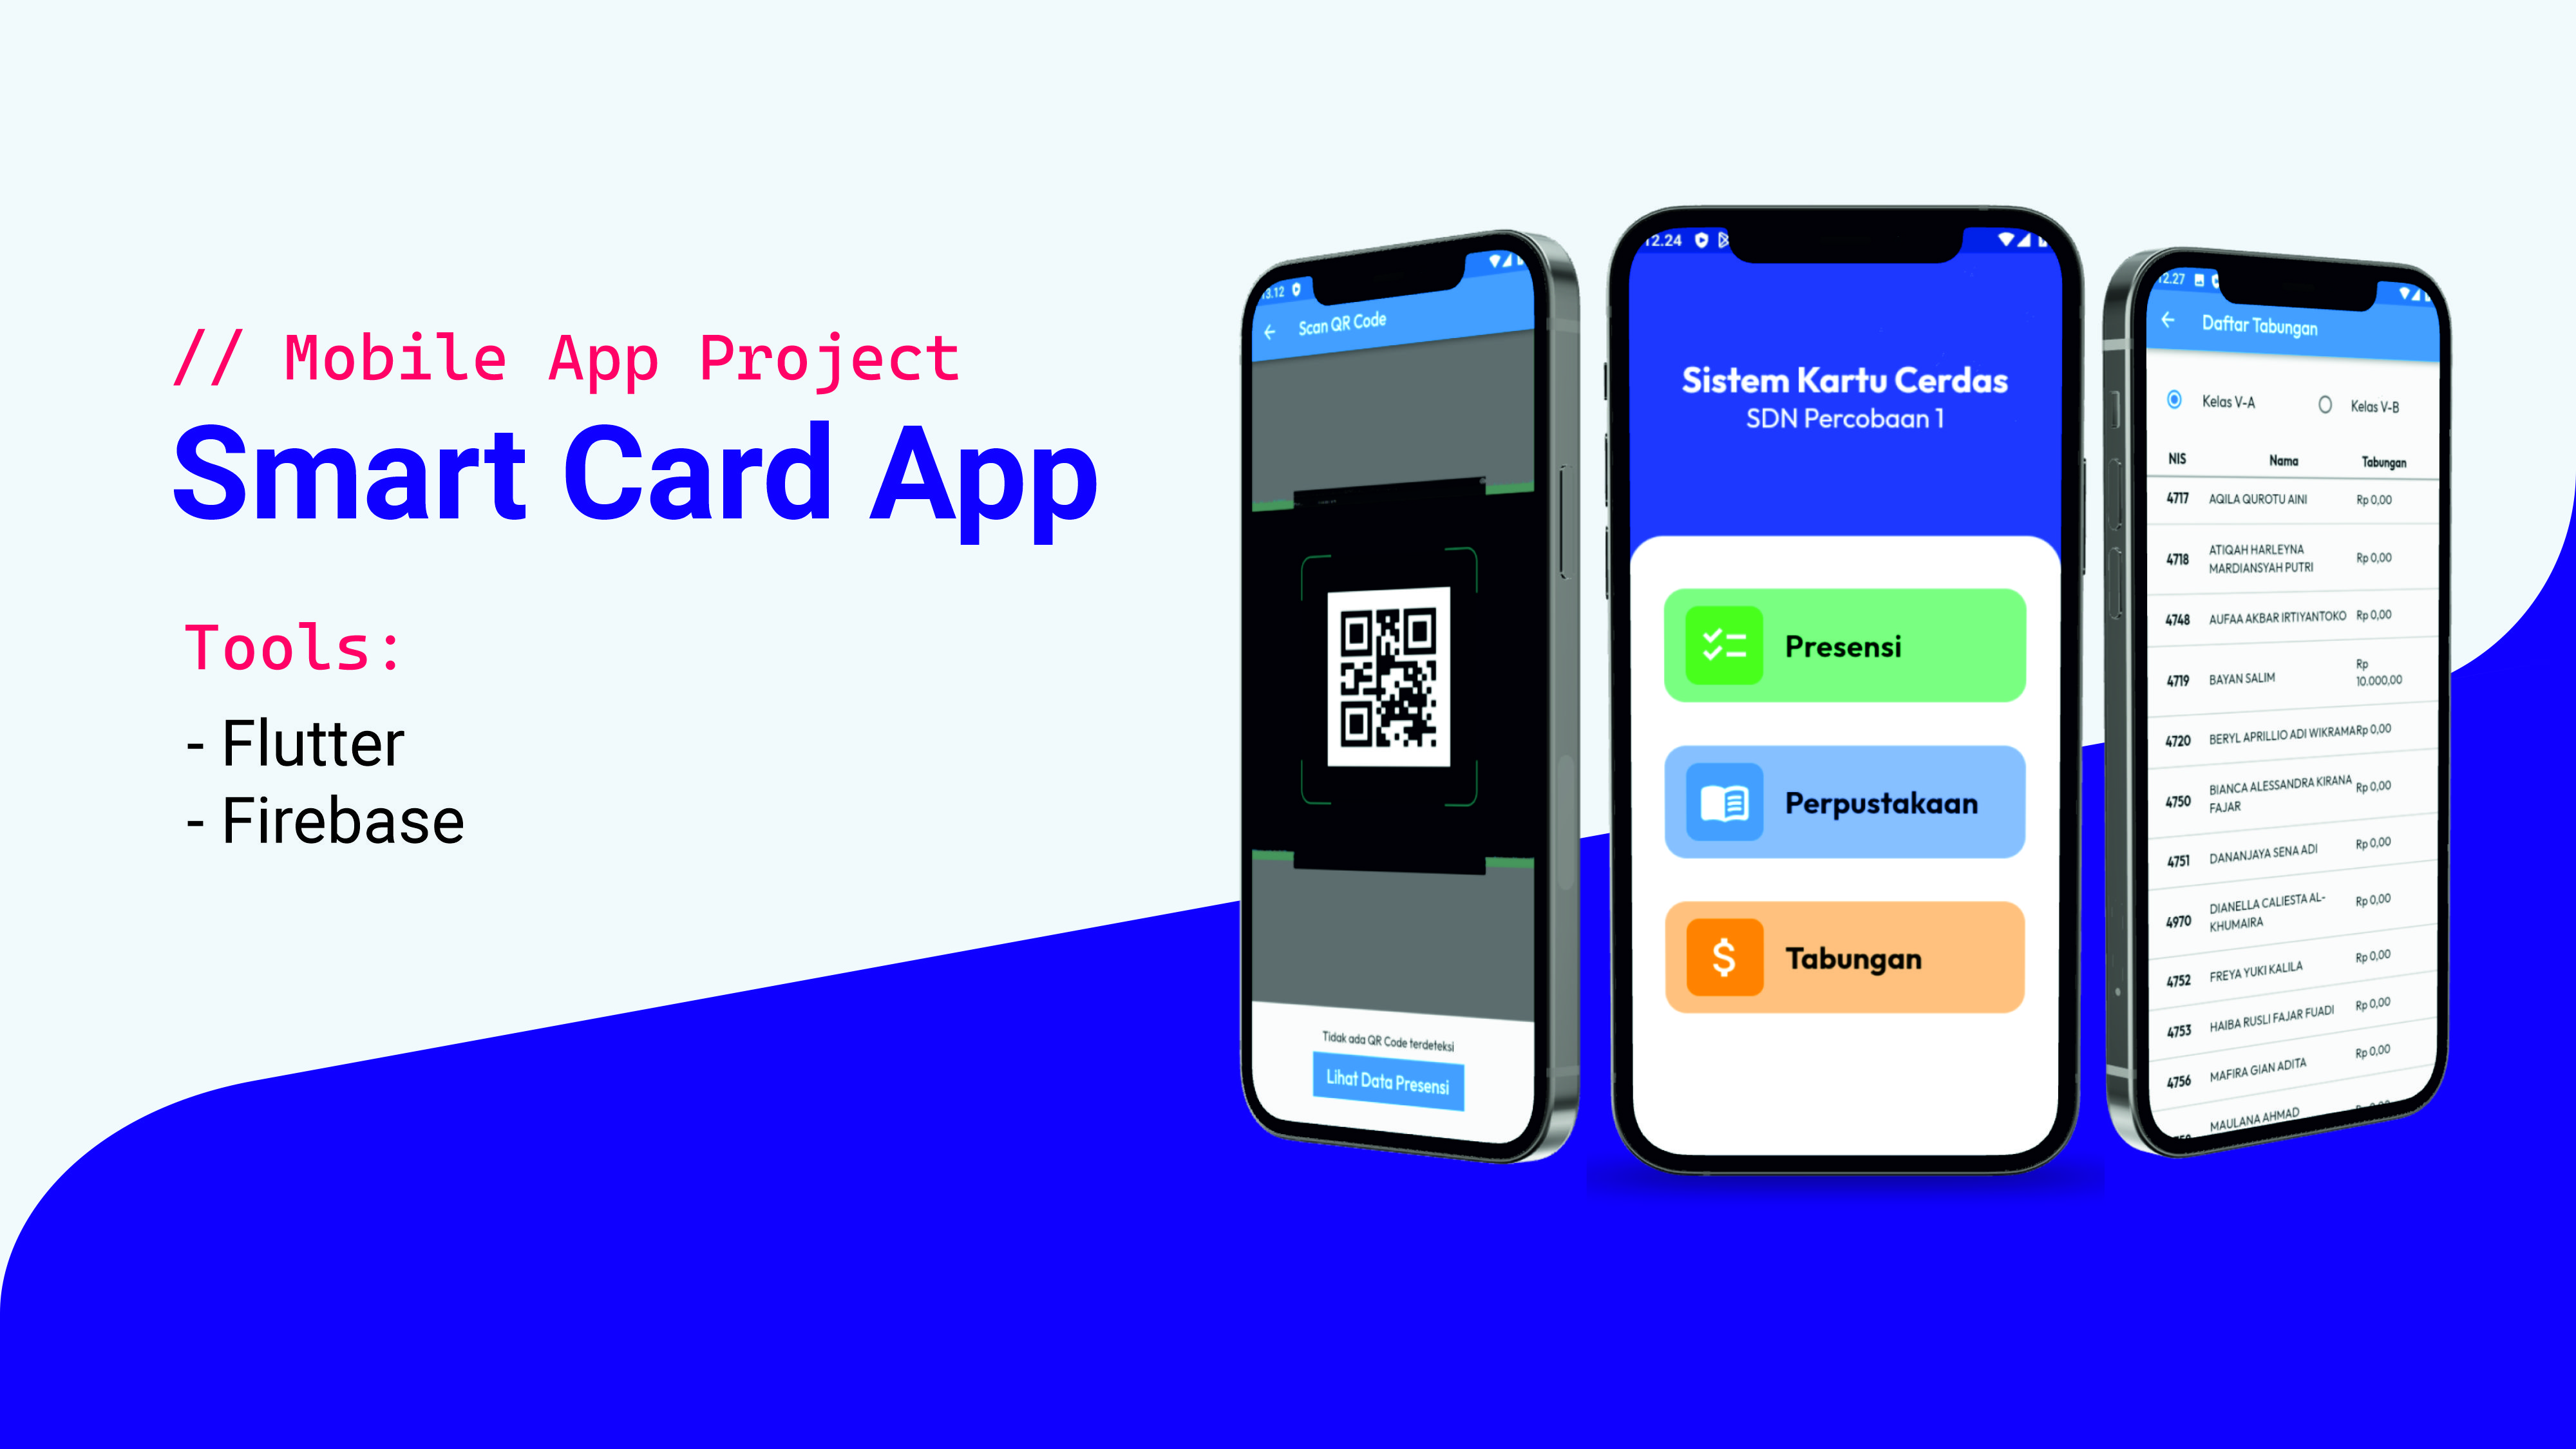 // Mobile App Project
Smart Card App
Tools:
- Flutter
- Firebase
Scan QR Code
Tidak ada QR Code terdeteksi
Lihat Data Presensi
12.24
Sistem Kartu Cerdas
SDN Percobaan 1
Presensi
Perpustakaan
$
Tabungan
12.27
Daftar Tabungan
Kelas V-A Kelas V-B
NIS Nama Tabungan
4717 AQILA QUROTU AINI Rp 0,00
4718 ATIQAH HARLEYNA MARDIANSYAH PUTRI Rp 0,00
4748 AUFAA AKBAR IRTIYANTOKO Rp 0,00
4719 BAYAN SALIM Rp 10.000,00
4720 BERYL APRILLIO ADI WIKRAMA Rp 0,00
4750 BIANCA ALESSANDRA KIRANA FAJAR Rp 0,00
4751 DANANJAYA SENA ADI Rp 0,00
4970 DIANELLA CALIESTA AL-KHUMAIRA Rp 0,00
4752 FREYA YUKI KALILA Rp 0,00
4753 HAIBA RUSLI FAJAR FUADI Rp 0,00
4756 MAFIRA GIAN ADITA Rp 0,00
MAULANA AHMAD